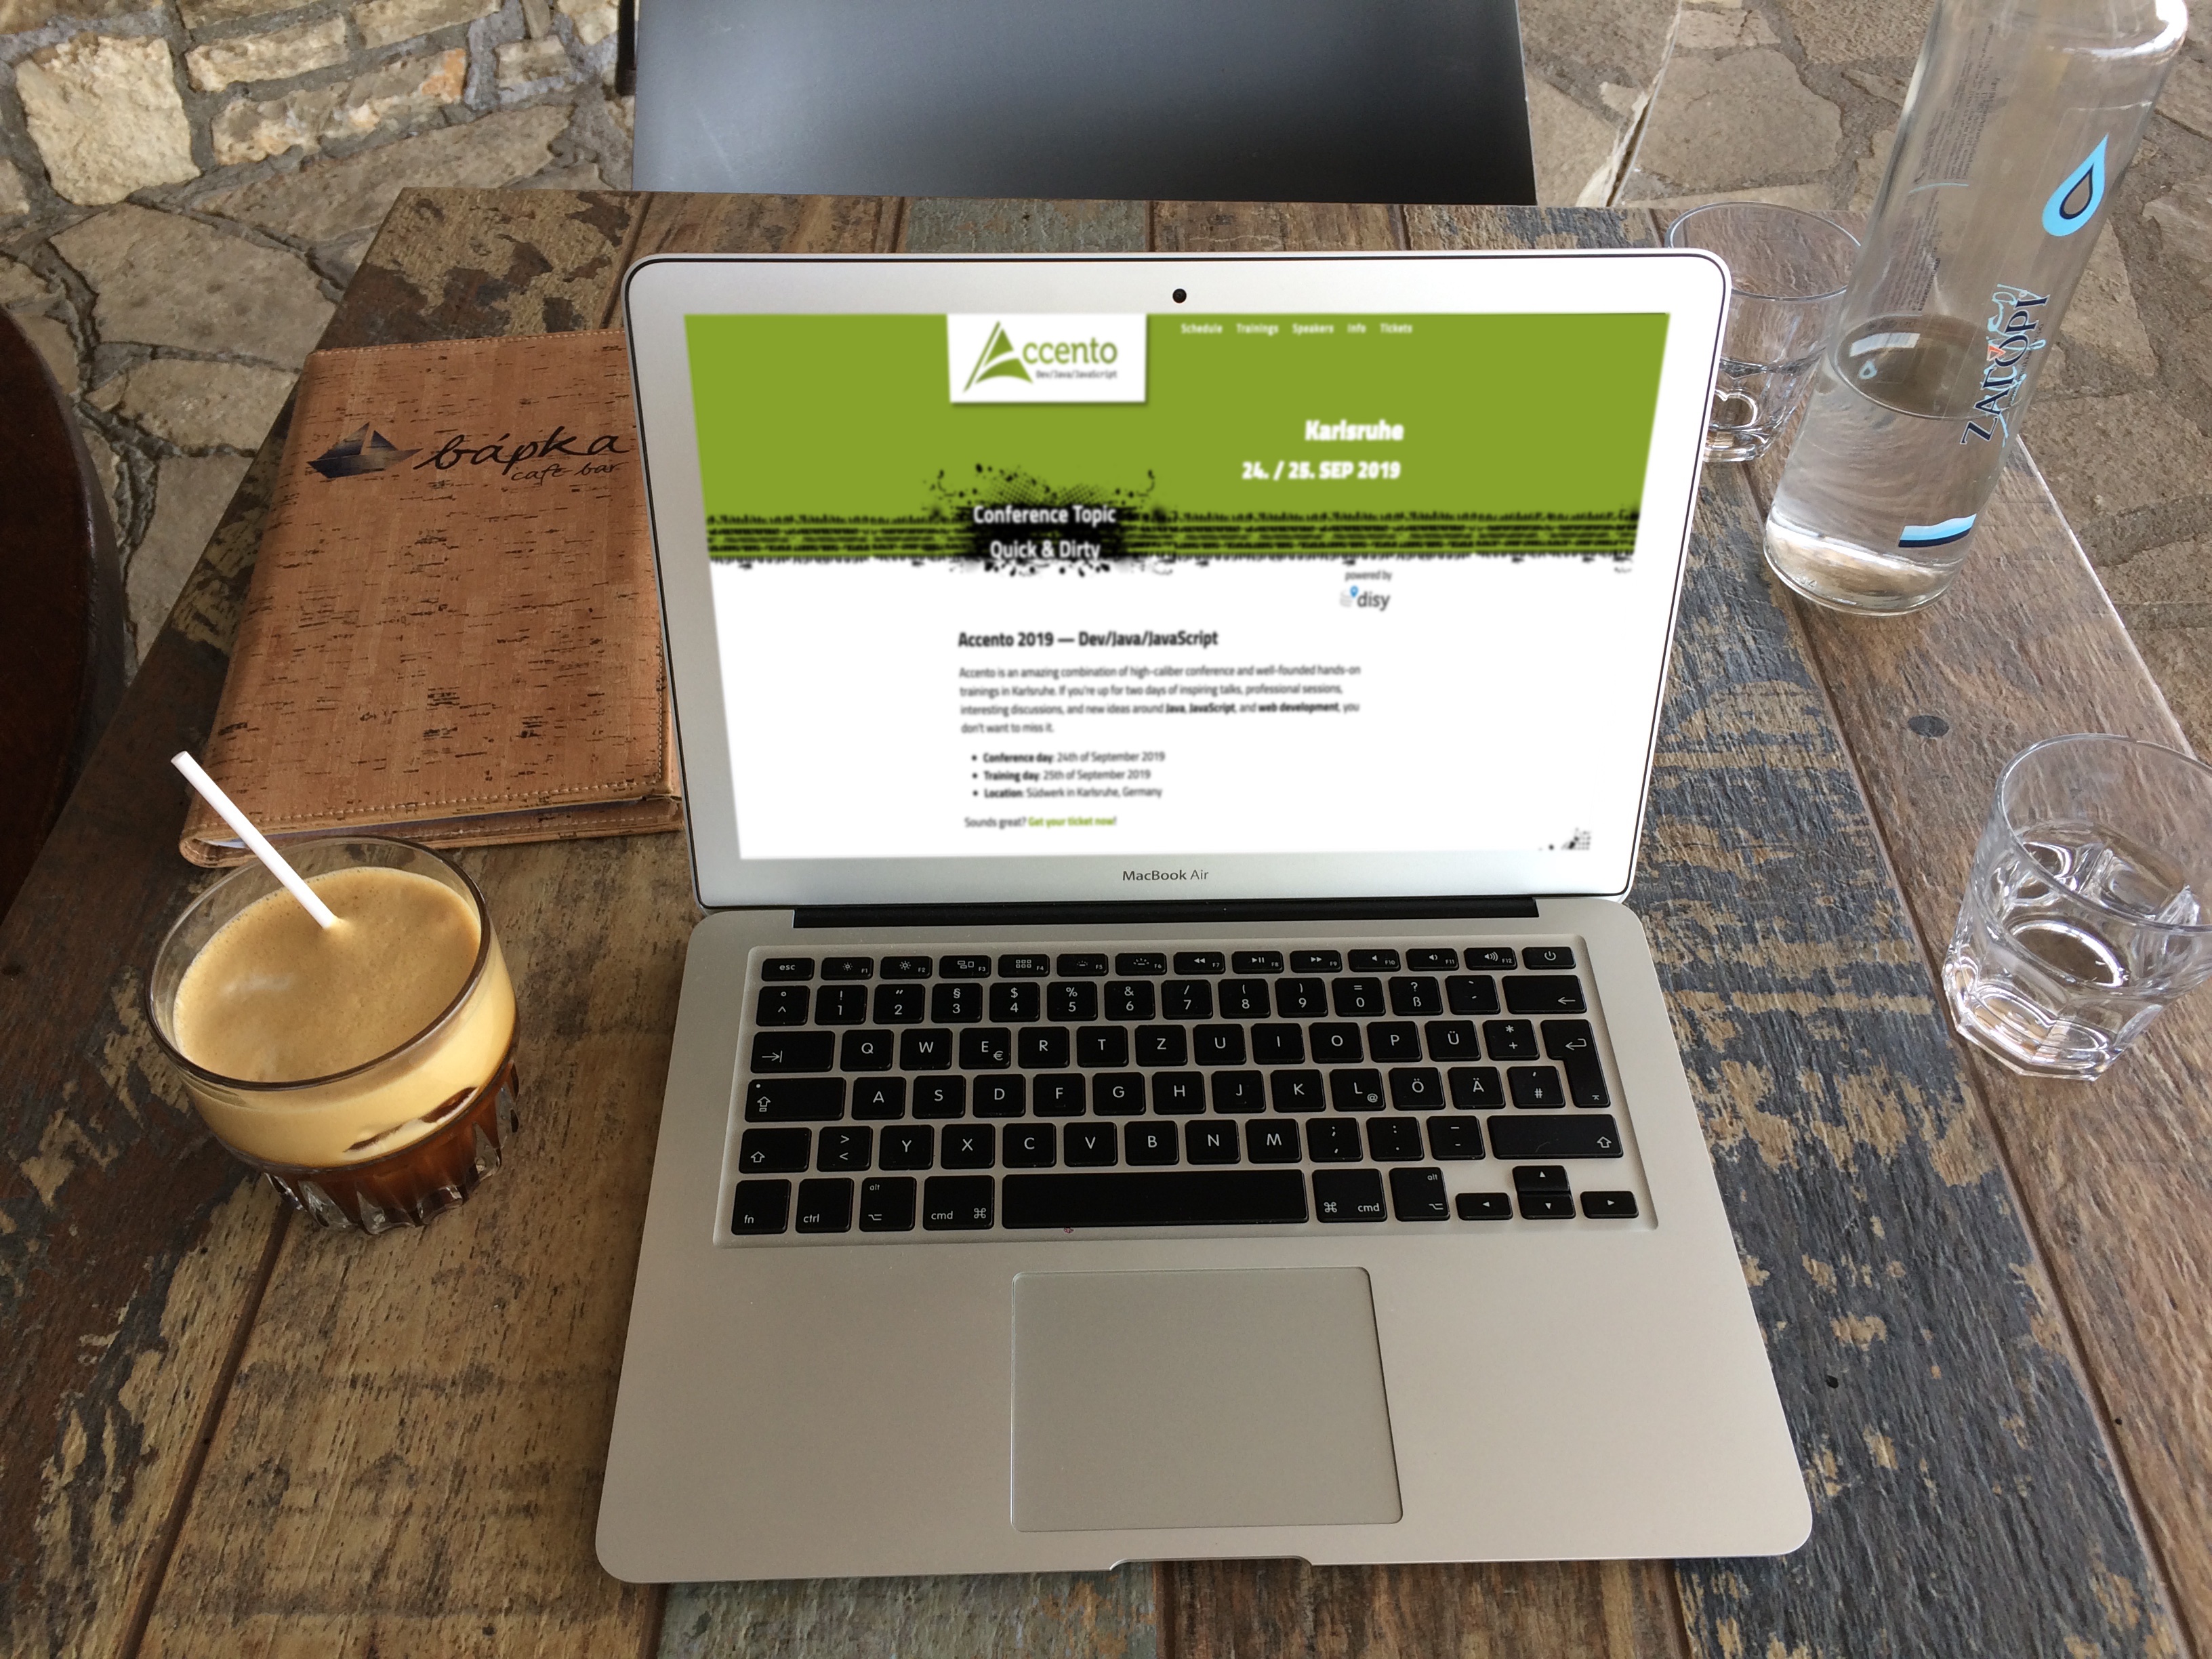 Accento
Dev/Java/JavaScript
Schedule Trainings Speakers Info Tickets
Karlsruhe
24. / 25. SEP 2019
Conference Topic
Quick & Dirty
powered by
disy
Accento 2019 — Dev/Java/JavaScript
Accento is an amazing combination of high-caliber conference and well-founded hands-on
trainings in Karlsruhe. If you're up for two days of inspiring talks, professional sessions,
interesting discussions, and new ideas around Java, JavaScript, and web development, you
don't want to miss it.
• Conference day: 24th of September 2019
• Training day: 25th of September 2019
• Location: Südwerk in Karlsruhe, Germany
Sounds great? Get your ticket now!
MacBook Air
βάρκα
cafe bar
ΖΑΓΟΡΙ
esc F1 F2 F3 F4 F5 F6 F7 F8 F9 F10 F11 F12
° ! " § $ % & / ( ) = ? `
^ 1 2 3 4 5 6 7 8 9 0 ß ´
Q W E € R T Z U I O P Ü * +
A S D F G H J K L @ Ö Ä ' #
> < Y X C V B N M ; , : . _ -
fn ctrl alt cmd cmd alt